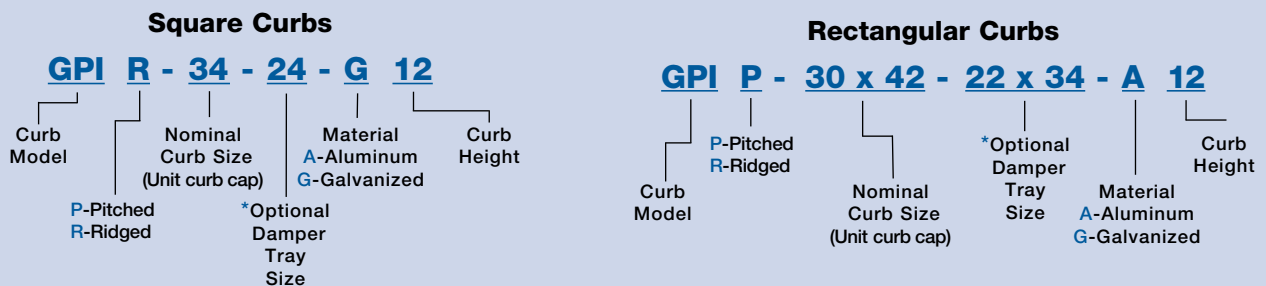 Square Curbs
GPI R - 34 - 24 - G 12
Curb
Model
P-Pitched
R-Ridged
Nominal
Curb Size
(Unit curb cap)
*Optional
Damper
Tray
Size
Material
A-Aluminum
G-Galvanized
Curb
Height
Rectangular Curbs
GPI P - 30 x 42 - 22 x 34 - A 12
Curb
Model
P-Pitched
R-Ridged
Nominal
Curb Size
(Unit curb cap)
*Optional
Damper
Tray
Size
Material
A-Aluminum
G-Galvanized
Curb
Height